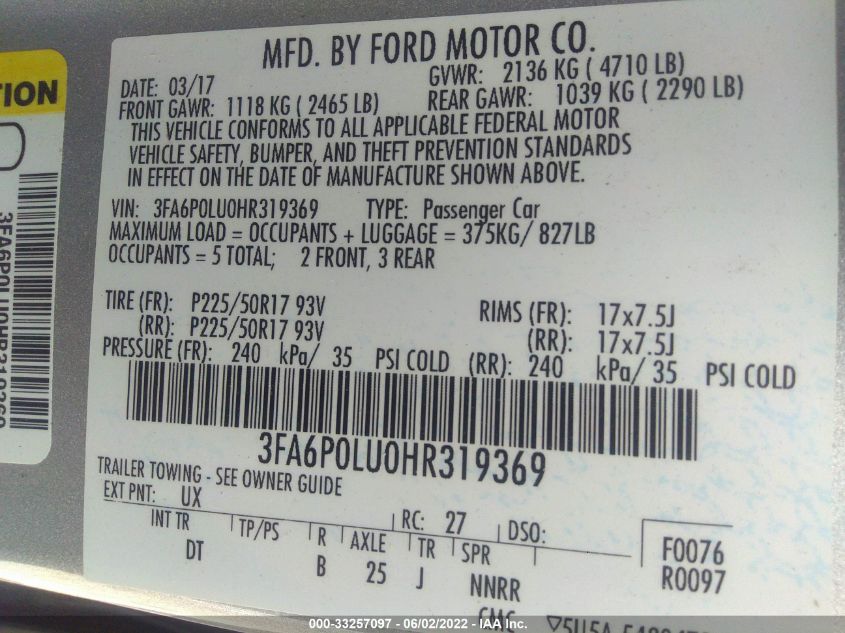 TION
MFD. BY FORD MOTOR CO.
DATE: 03/17 GVWR: 2136 KG ( 4710 LB)
FRONT GAWR: 1118 KG ( 2465 LB) REAR GAWR: 1039 KG ( 2290 LB)
THIS VEHICLE CONFORMS TO ALL APPLICABLE FEDERAL MOTOR
VEHICLE SAFETY, BUMPER, AND THEFT PREVENTION STANDARDS
IN EFFECT ON THE DATE OF MANUFACTURE SHOWN ABOVE.
VIN: 3FA6P0LU0HR319369 TYPE: Passenger Car
MAXIMUM LOAD = OCCUPANTS + LUGGAGE = 375KG/ 827LB
OCCUPANTS = 5 TOTAL; 2 FRONT, 3 REAR
TIRE (FR): P225/50R17 93V RIMS (FR): 17x7.5J
(RR): P225/50R17 93V (RR): 17x7.5J
PRESSURE (FR): 240 kPa/ 35 PSI COLD (RR): 240 kPa/ 35 PSI COLD
3FA6P0LU0HR319369
3FA6P0LU0HR319369
TRAILER TOWING - SEE OWNER GUIDE
EXT PNT: UX RC: 27 DSO:
INT TR TP/PS R AXLE TR SPR F0076
DT B 25 J NNRR R0097
000-33257097 - 06/02/2022 - IAA Inc.